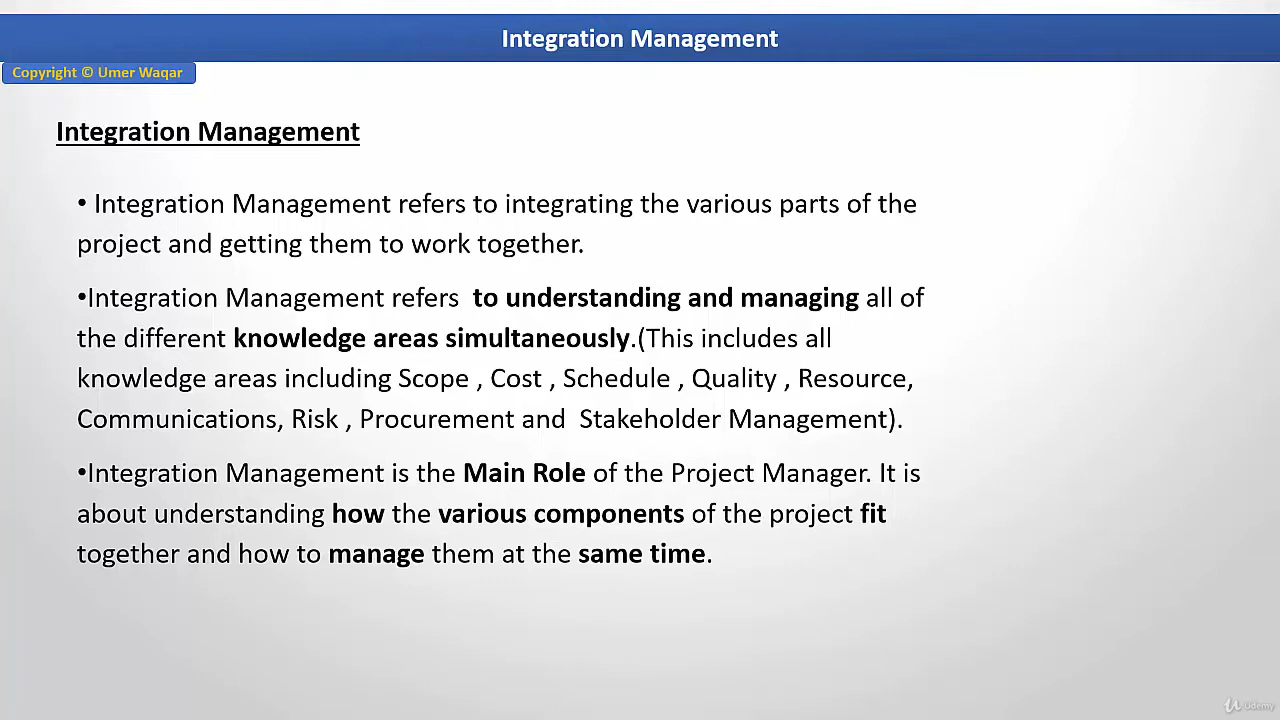 Integration Management
Copyright © Umer Waqar
Integration Management
• Integration Management refers to integrating the various parts of the
project and getting them to work together.
•Integration Management refers  to understanding and managing all of
the different knowledge areas simultaneously.(This includes all
knowledge areas including Scope , Cost , Schedule , Quality , Resource,
Communications, Risk , Procurement and  Stakeholder Management).
•Integration Management is the Main Role of the Project Manager. It is
about understanding how the various components of the project fit
together and how to manage them at the same time.
Udemy